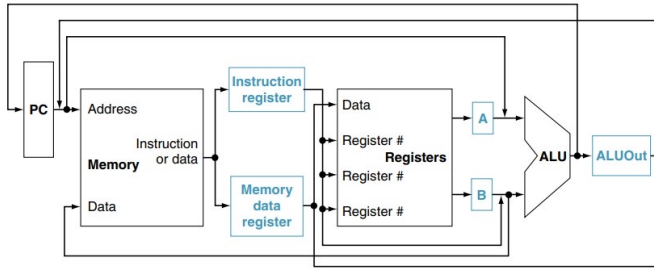 PC
Address
Memory
Instruction
or data
Data
Instruction
register
Memory
data
register
Data
Register #
Registers
Register #
Register #
A
B
ALU
ALUOut